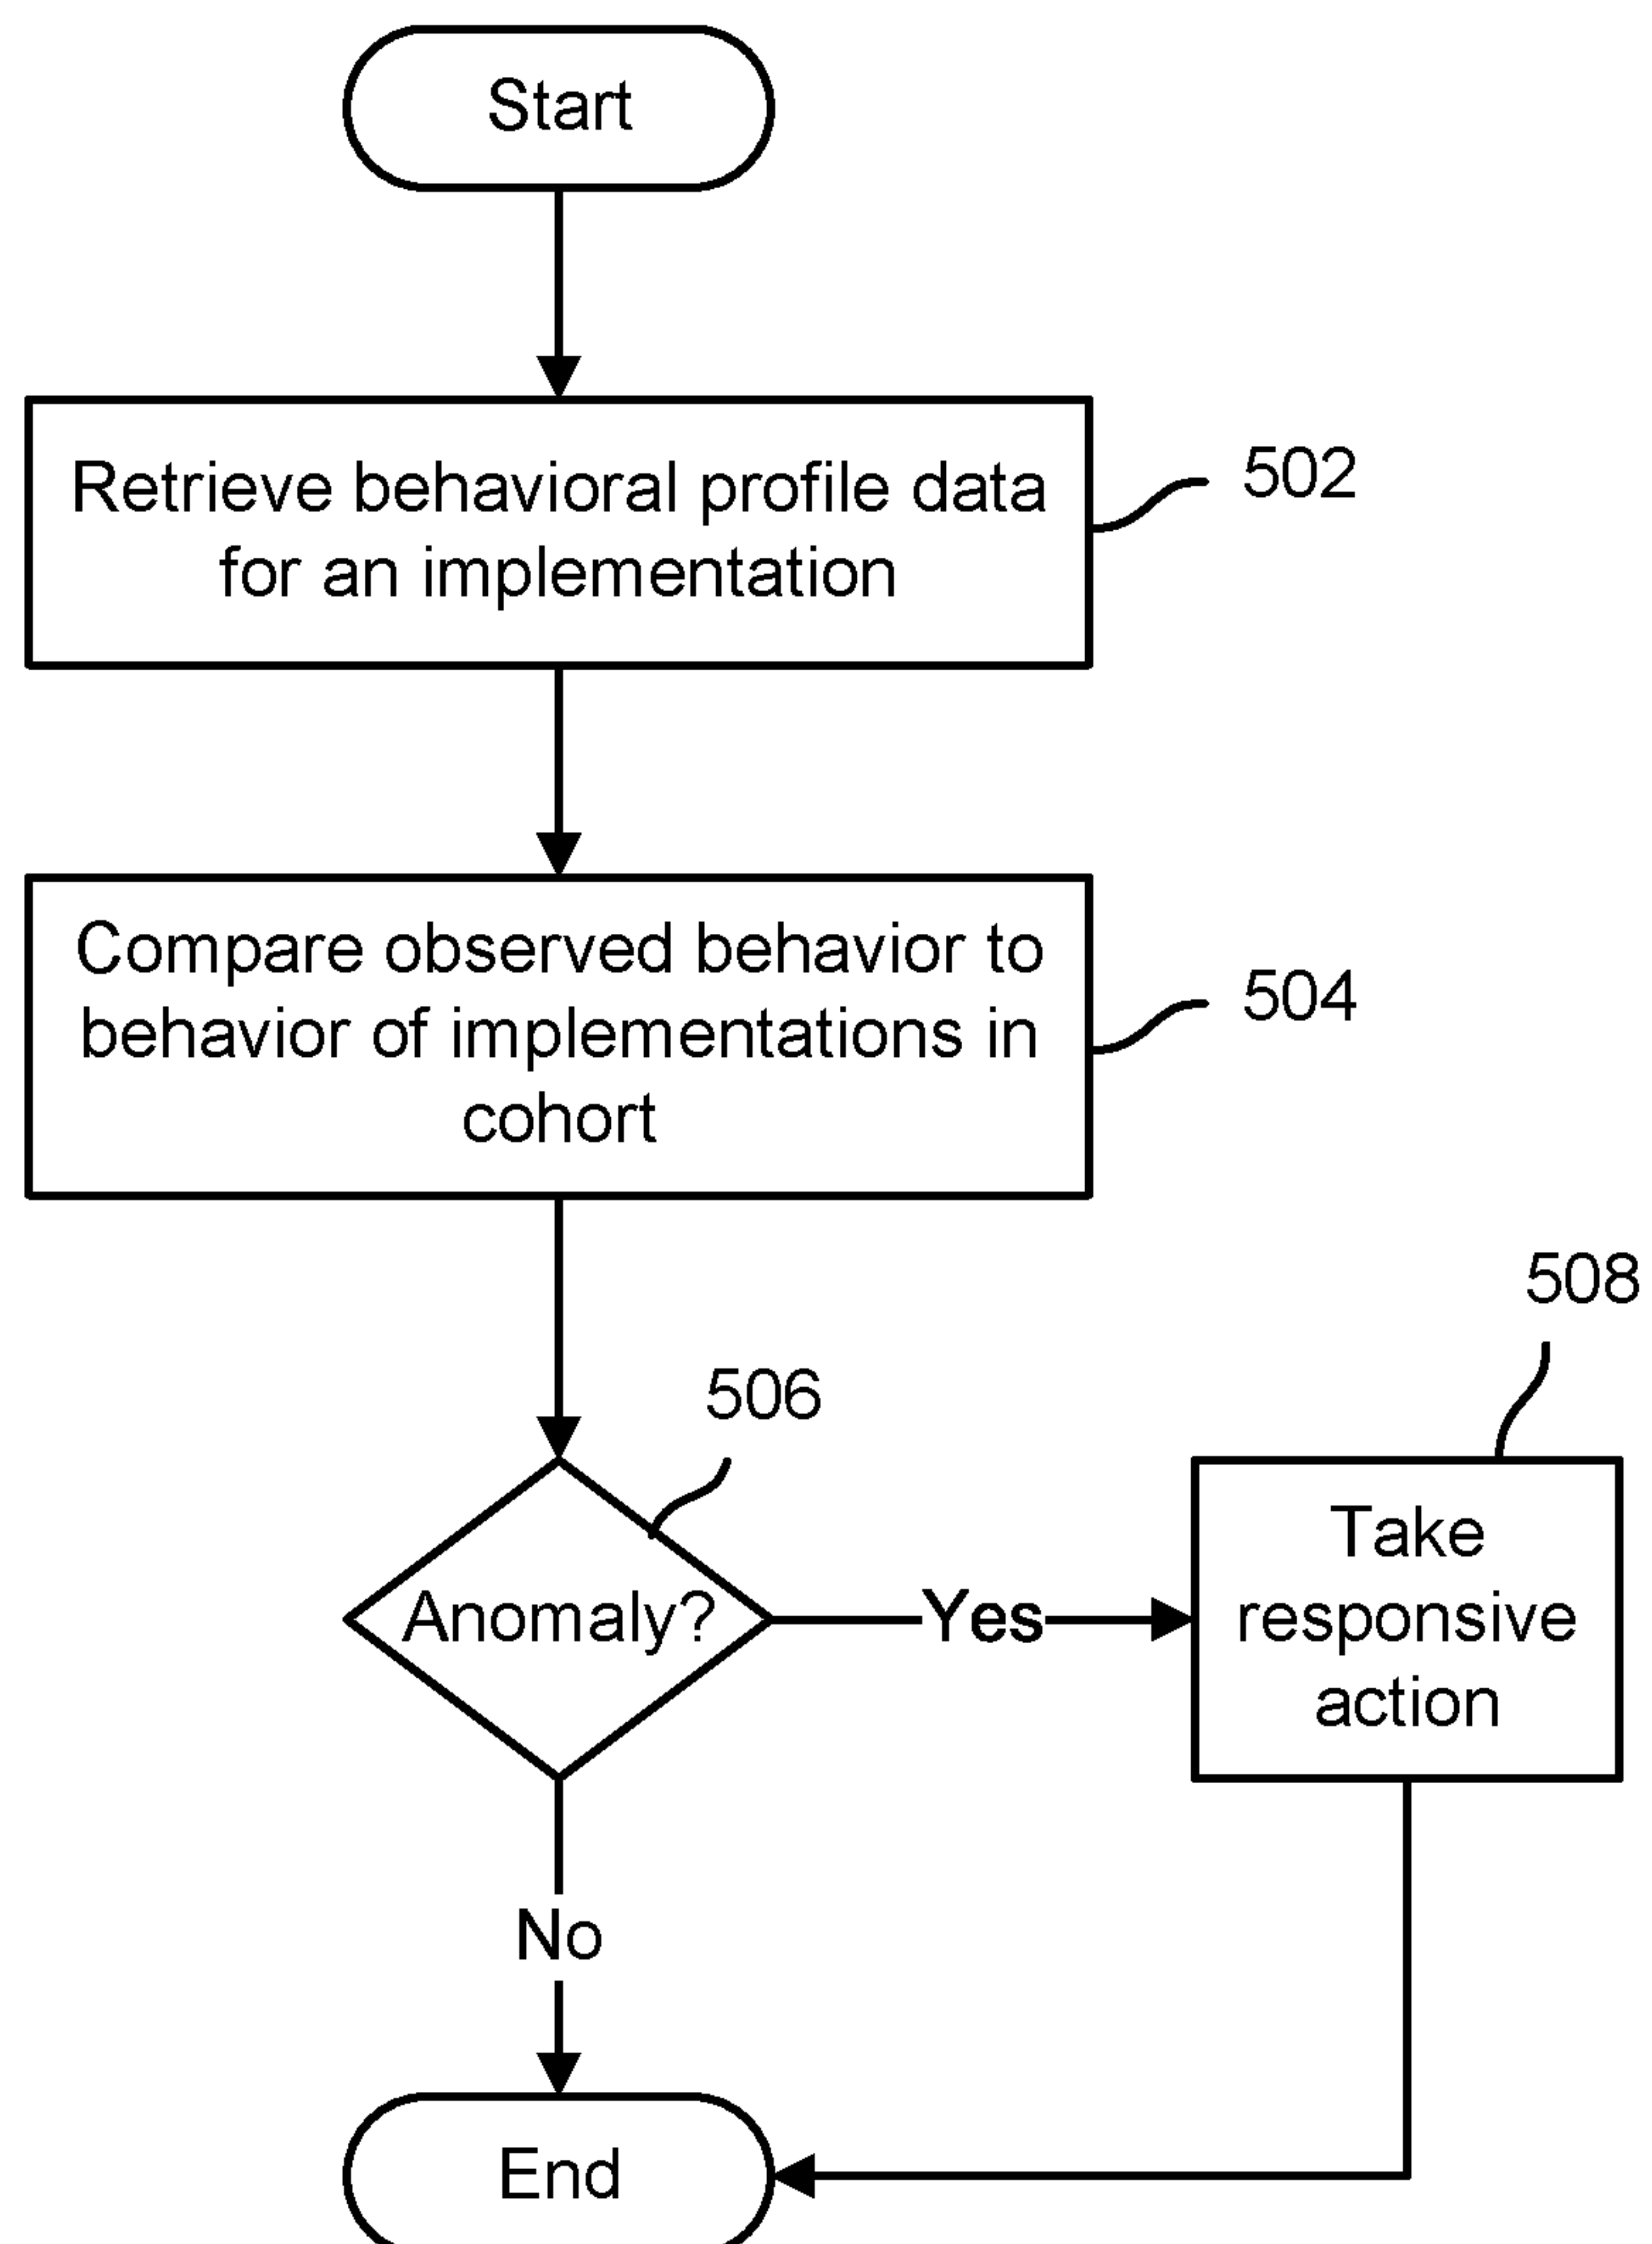 Start
Retrieve behavioral profile data
for an implementation
502
Compare observed behavior to
behavior of implementations in
cohort
504
506
Anomaly?
Yes
508
Take
responsive
action
No
End